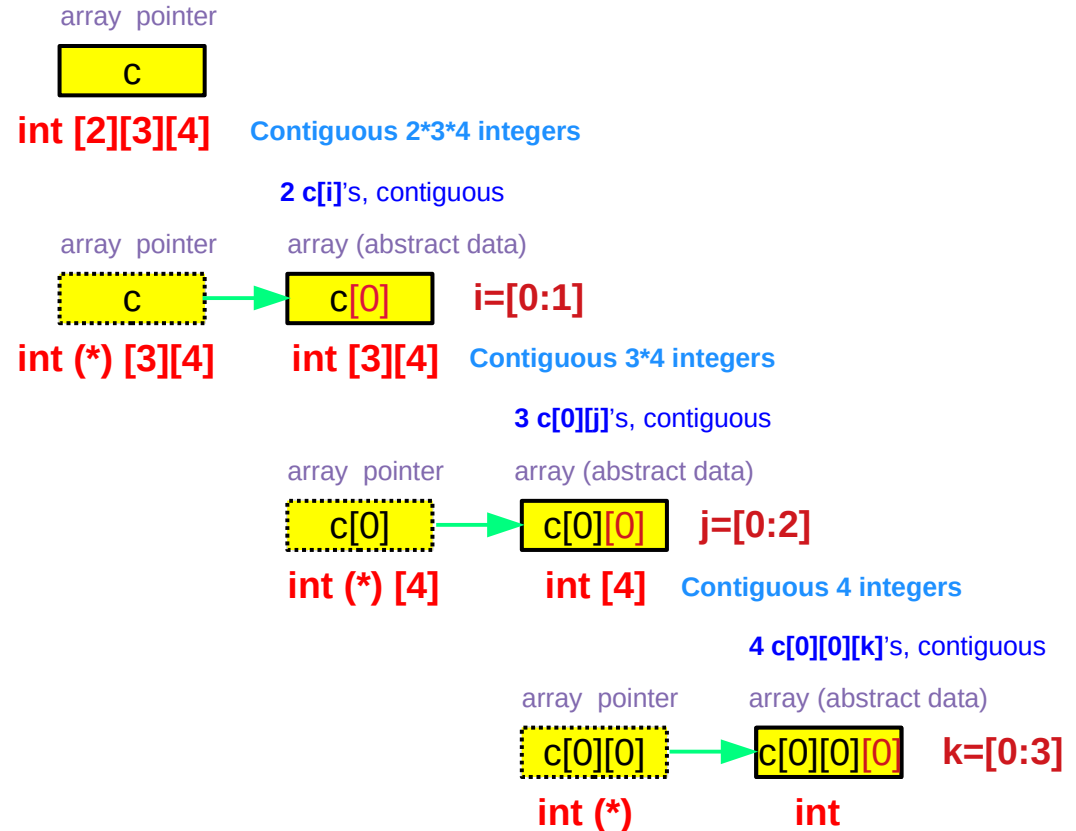 array pointer
c
int [2][3][4] Contiguous 2*3*4 integers
2 c[i]’s, contiguous
array pointer array (abstract data)
c c[0] i=[0:1]
int (*) [3][4] int [3][4] Contiguous 3*4 integers
3 c[0][j]’s, contiguous
array pointer array (abstract data)
c[0] c[0][0] j=[0:2]
int (*) [4] int [4] Contiguous 4 integers
4 c[0][0][k]’s, contiguous
array pointer array (abstract data)
c[0][0] c[0][0][0] k=[0:3]
int (*) int